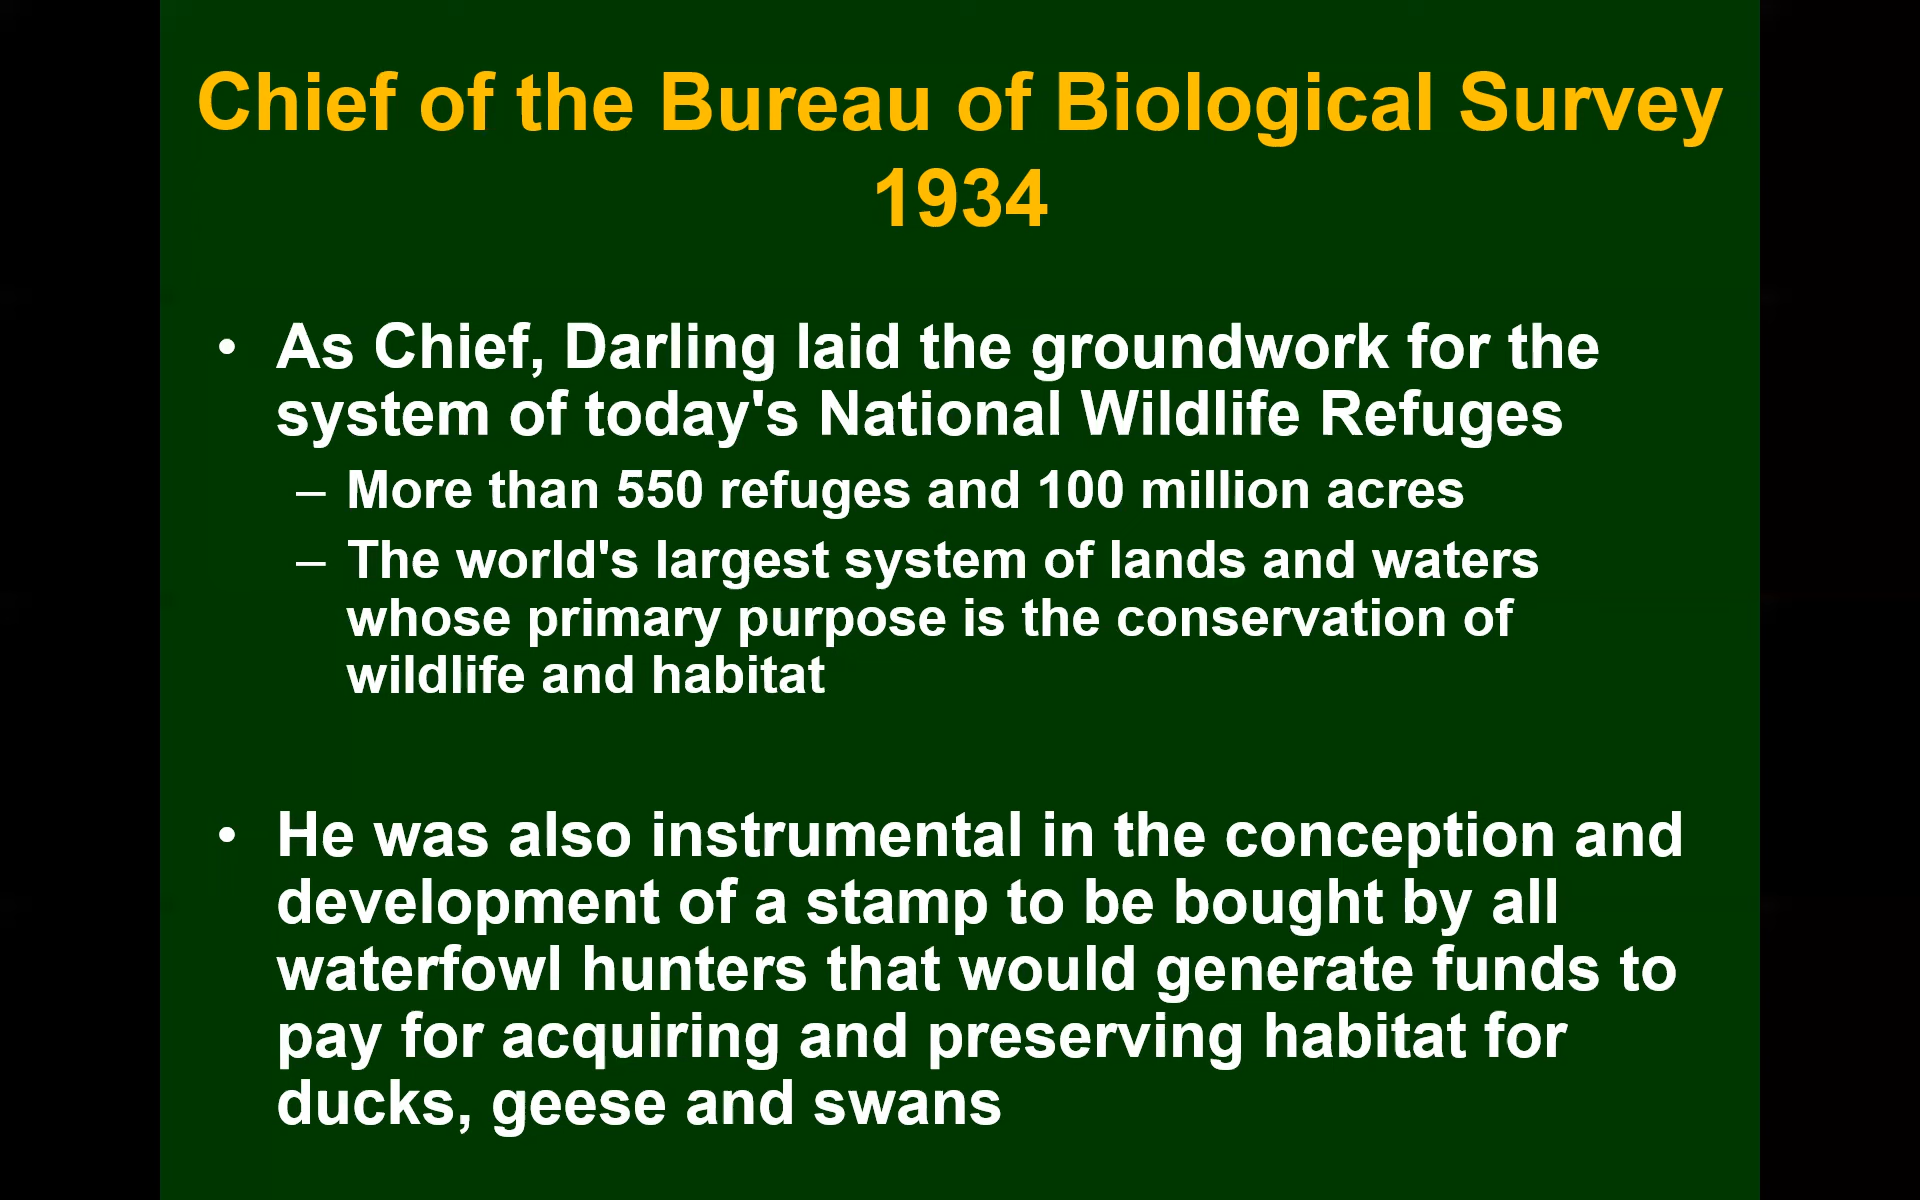 Chief of the Bureau of Biological Survey
1934
• As Chief, Darling laid the groundwork for the
system of today's National Wildlife Refuges
– More than 550 refuges and 100 million acres
– The world's largest system of lands and waters
whose primary purpose is the conservation of
wildlife and habitat
• He was also instrumental in the conception and
development of a stamp to be bought by all
waterfowl hunters that would generate funds to
pay for acquiring and preserving habitat for
ducks, geese and swans